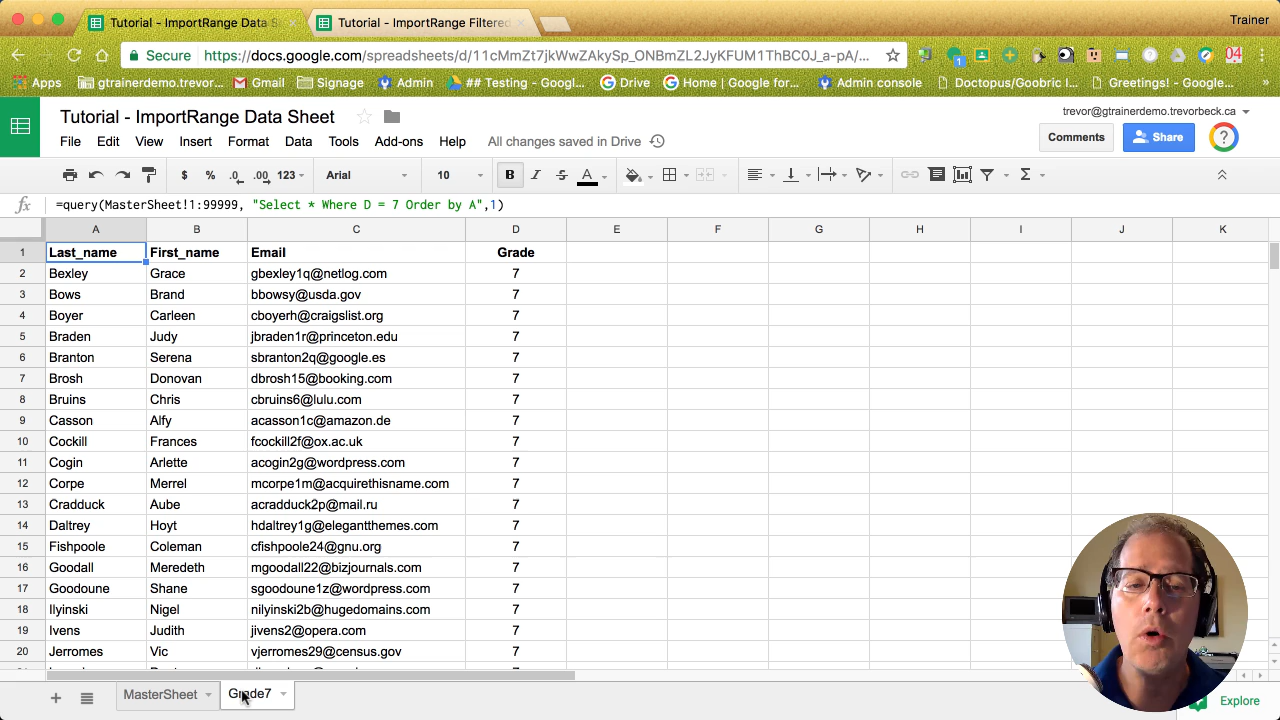 Tutorial - ImportRange Data S
Tutorial - ImportRange Filtered
Trainer
Secure
https://docs.google.com/spreadsheets/d/11cMmZt7jkWwZAkySp_ONBmZL2JyKFUM1ThBC0J_a-pA/...
1
04
Apps
gtrainerdemo.trevor...
Gmail
Signage
Admin
## Testing - Googl...
Drive
Home | Google for...
Admin console
Doctopus/Goobric I...
Greetings! - Google...
Tutorial - ImportRange Data Sheet
trevor@gtrainerdemo.trevorbeck.ca
File Edit View Insert Format Data Tools Add-ons Help All changes saved in Drive
Comments
Share
?
$ % .0 .00 123 Arial 10 B I S A Σ
fx =query(MasterSheet!1:99999, "Select * Where D = 7 Order by A",1)
A B C D E F G H I J K
1 Last_name First_name Email Grade
2 Bexley Grace gbexley1q@netlog.com 7
3 Bows Brand bbowsy@usda.gov 7
4 Boyer Carleen cboyerh@craigslist.org 7
5 Braden Judy jbraden1r@princeton.edu 7
6 Branton Serena sbranton2q@google.es 7
7 Brosh Donovan dbrosh15@booking.com 7
8 Bruins Chris cbruins6@lulu.com 7
9 Casson Alfy acasson1c@amazon.de 7
10 Cockill Frances fcockill2f@ox.ac.uk 7
11 Cogin Arlette acogin2g@wordpress.com 7
12 Corpe Merrel mcorpe1m@acquirethisname.com 7
13 Cradduck Aube acradduck2p@mail.ru 7
14 Daltrey Hoyt hdaltrey1g@elegantthemes.com 7
15 Fishpoole Coleman cfishpoole24@gnu.org 7
16 Goodall Meredeth mgoodall22@bizjournals.com 7
17 Goodoune Shane sgoodoune1z@wordpress.com 7
18 Ilyinski Nigel nilyinski2b@hugedomains.com 7
19 Ivens Judith jivens2@opera.com 7
20 Jerromes Vic vjerromes29@census.gov 7
MasterSheet
Grade7
Explore